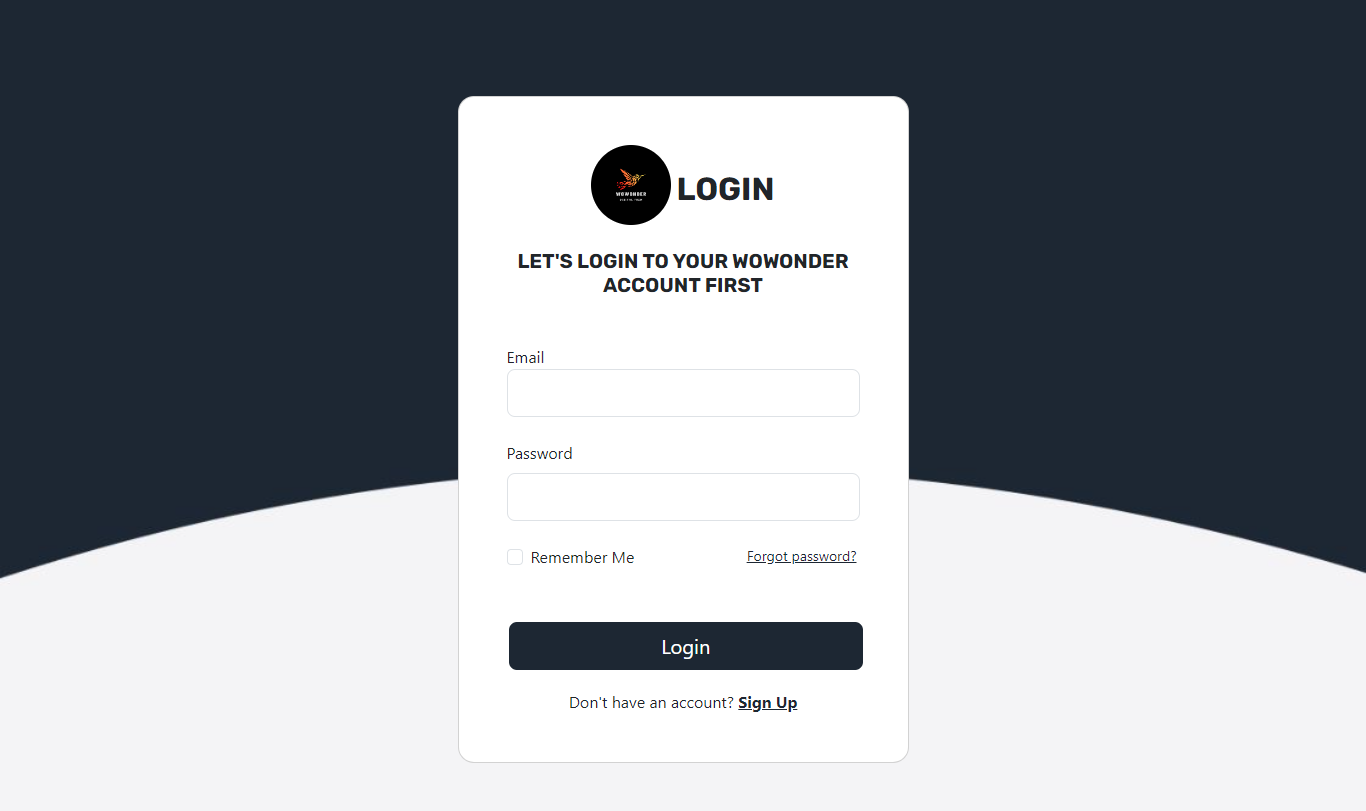 WOWONDER
LOGIN
LET'S LOGIN TO YOUR WOWONDER
ACCOUNT FIRST
Email
Password
Remember Me
Forgot password?
Login
Don't have an account? Sign Up